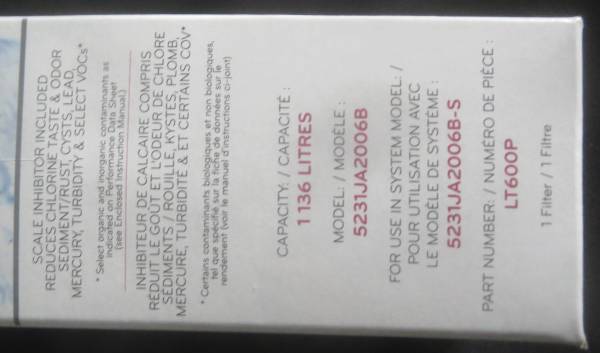 SCALE INHIBITOR INCLUDED
REDUCES CHLORINE TASTE & ODOR
SEDIMENT/RUST, CYSTS, LEAD,
MERCURY, TURBIDITY & SELECT VOCs*
* Select organic and inorganic contaminants as
indicated on Performance Data Sheet
(see Enclosed Instruction Manual.)
INHIBITEUR DE CALCAIRE COMPRIS
RÉDUIT LE GOÛT ET L'ODEUR DE CHLORE
SÉDIMENTS / ROUILLE, KYSTES, PLOMB,
MERCURE, TURBIDITÉ & ET CERTAINS COV*
* Certains contaminants biologiques et non biologiques,
tel que spécifié sur la fiche de données sur le
rendement (voir le manuel d'instructions ci-joint)
CAPACITY: / CAPACITÉ :
1 136 LITRES
MODEL: / MODÈLE :
5231JA2006B
FOR USE IN SYSTEM MODEL: /
POUR UTILISATION AVEC
LE MODÈLE DE SYSTÈME :
5231JA2006B-S
PART NUMBER: / NUMÉRO DE PIÈCE :
LT600P
1 Filter / 1 Filtre